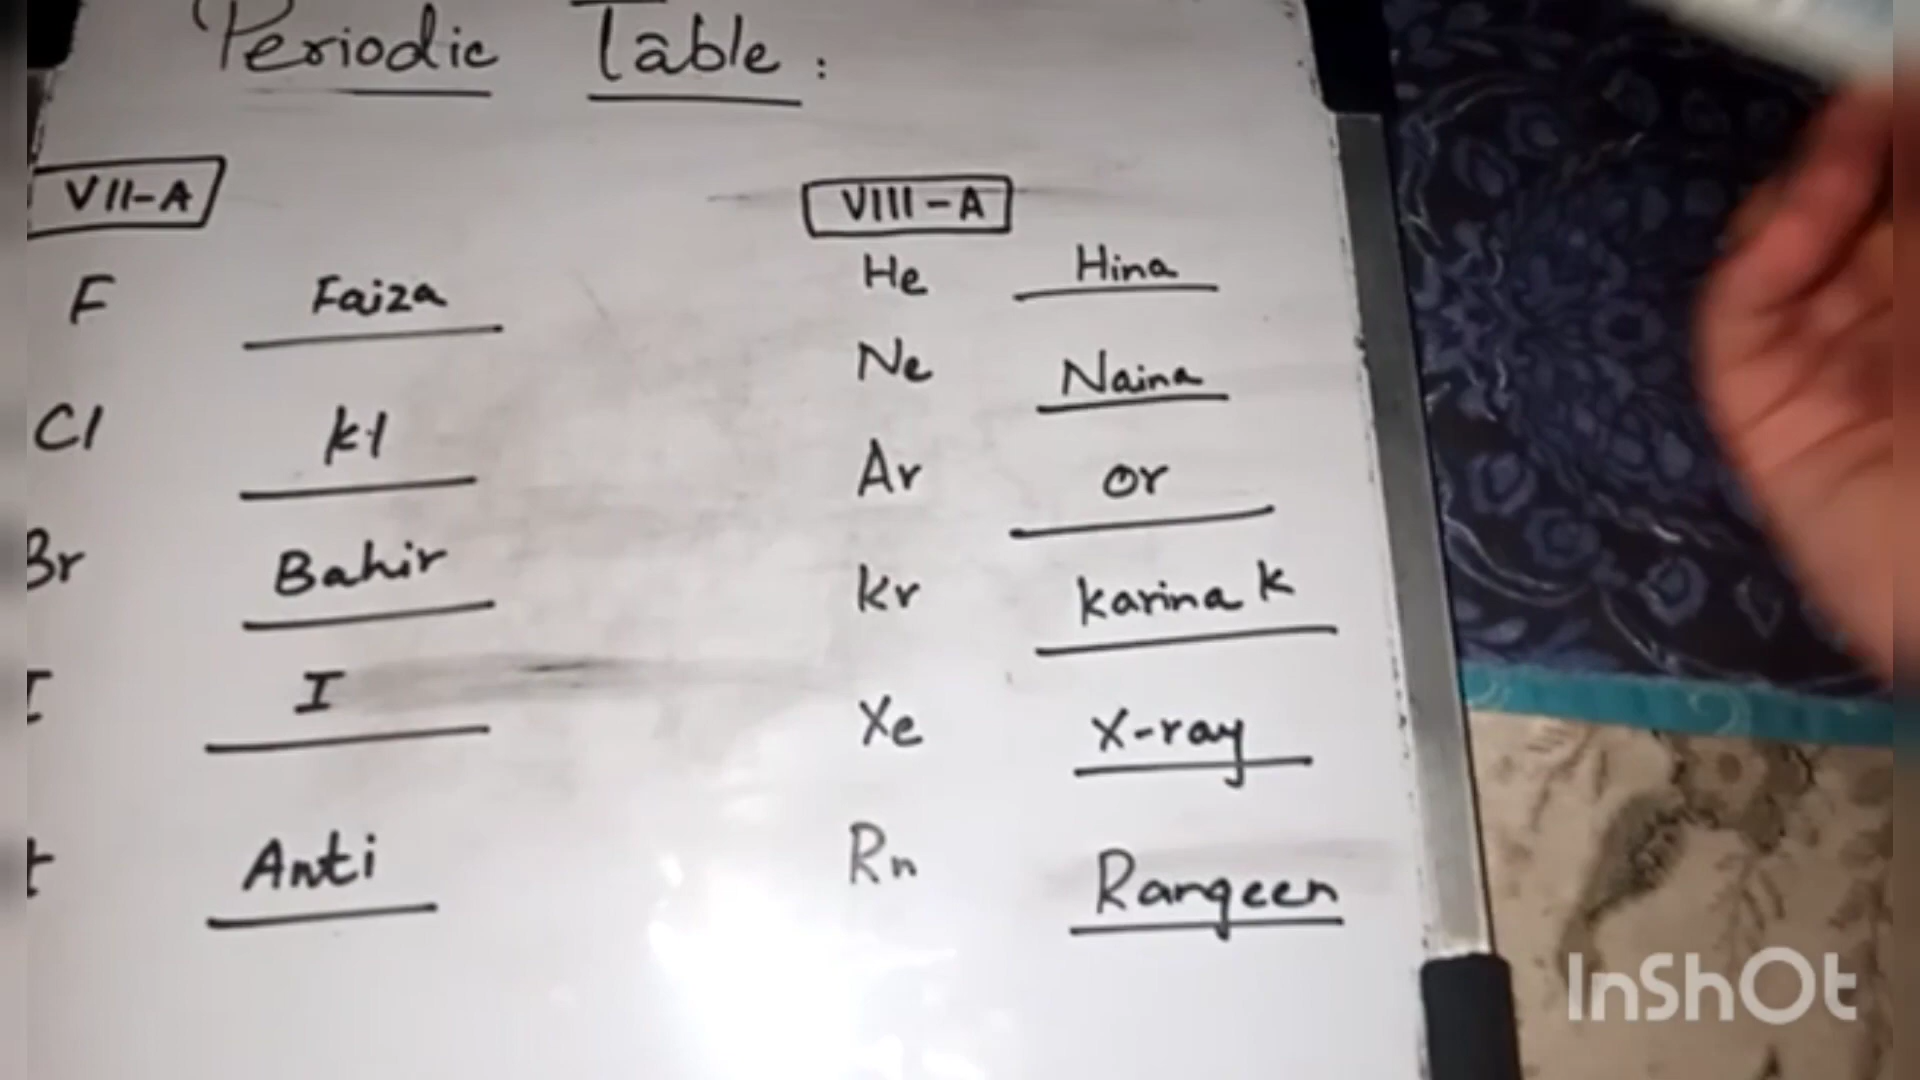 Periodic Table :
VII-A
VIII-A
F Faiza
He Hina
Cl kl
Ne Naina
Br Bahir
Ar or
I I
Kr Karina K
t Anti
Xe X-ray
Rn Rangeen
InShOt